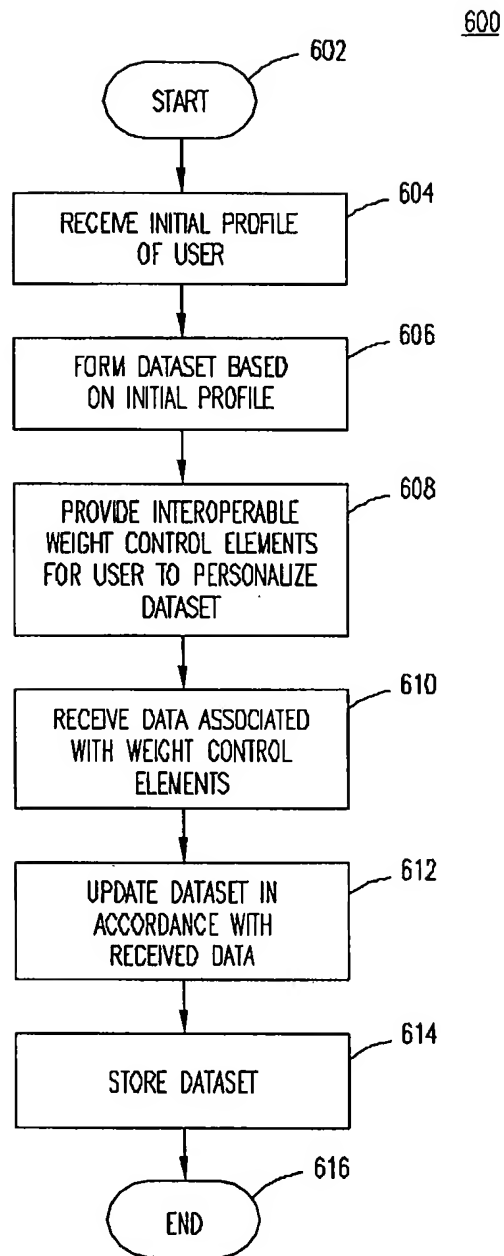 600
602
START
604
RECEIVE INITIAL PROFILE
OF USER
606
FORM DATASET BASED
ON INITIAL PROFILE
608
PROVIDE INTEROPERABLE
WEIGHT CONTROL ELEMENTS
FOR USER TO PERSONALIZE
DATASET
610
RECEIVE DATA ASSOCIATED
WITH WEIGHT CONTROL
ELEMENTS
612
UPDATE DATASET IN
ACCORDANCE WITH
RECEIVED DATA
614
STORE DATASET
616
END